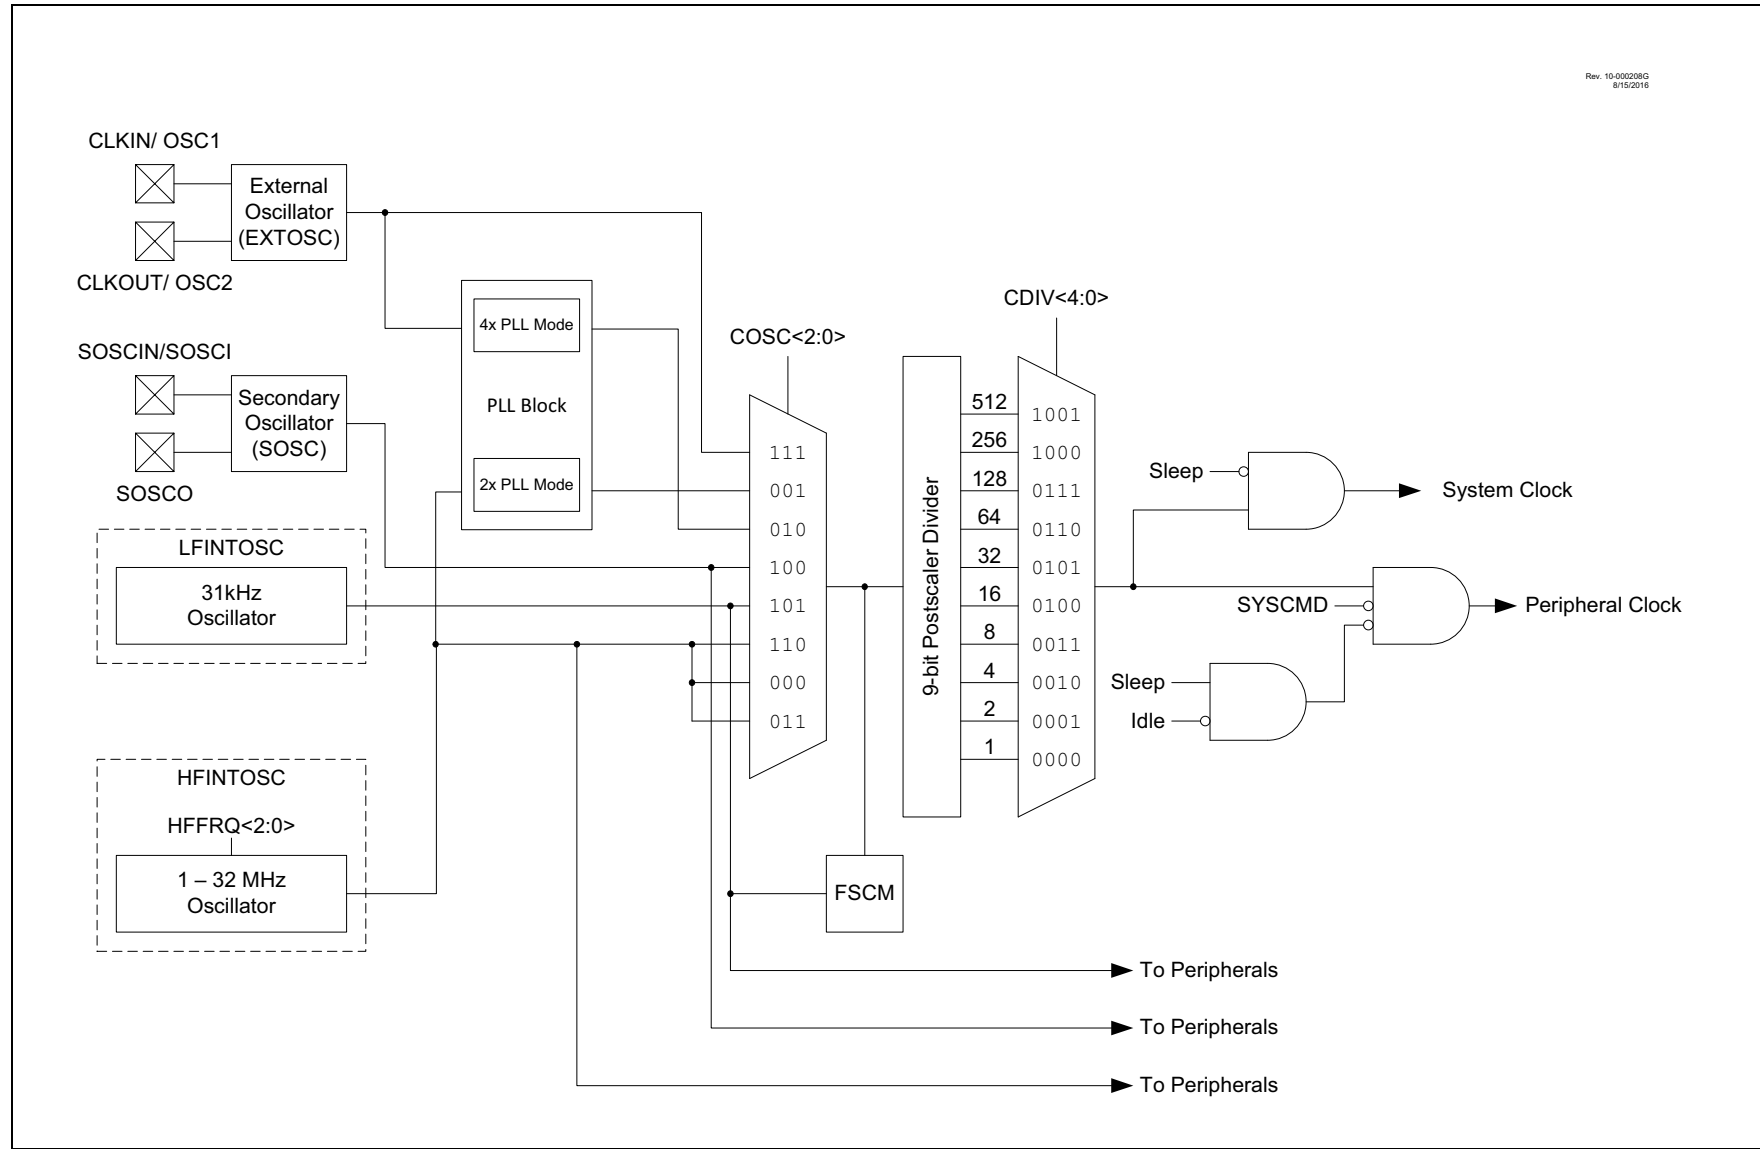 Rev. 10-000208G
8/15/2016
CLKIN/ OSC1
External
Oscillator
(EXTOSC)
CLKOUT/ OSC2
SOSCIN/SOSCI
Secondary
Oscillator
(SOSC)
SOSCO
LFINTOSC
31kHz
Oscillator
HFINTOSC
HFFRQ<2:0>
1 – 32 MHz
Oscillator
4x PLL Mode
PLL Block
2x PLL Mode
COSC<2:0>
111
001
010
100
101
110
000
011
FSCM
9-bit Postscaler Divider
512
256
128
64
32
16
8
4
2
1
CDIV<4:0>
1001
1000
0111
0110
0101
0100
0011
0010
0001
0000
Sleep
System Clock
SYSCMD
Peripheral Clock
Sleep
Idle
To Peripherals
To Peripherals
To Peripherals